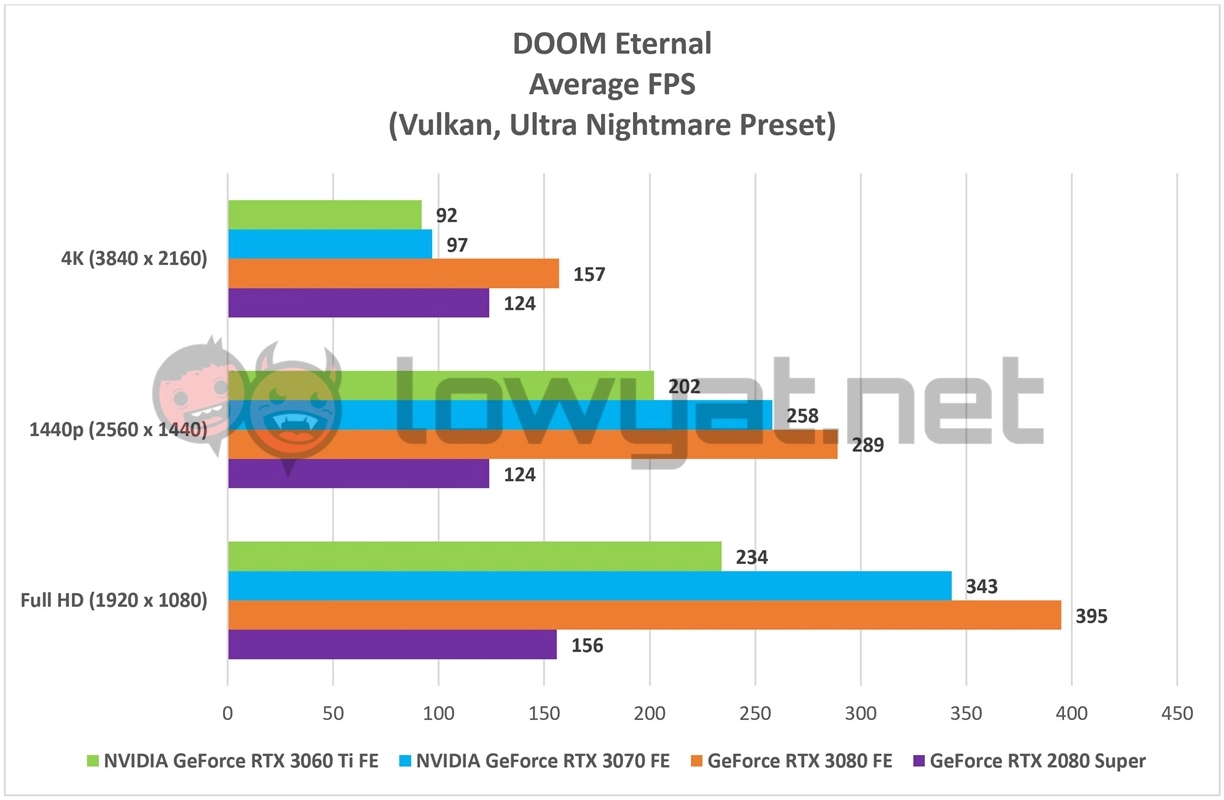 DOOM Eternal
Average FPS
(Vulkan, Ultra Nightmare Preset)
4K (3840 x 2160)
92
97
157
124
lowyat.net
1440p (2560 x 1440)
202
258
289
124
Full HD (1920 x 1080)
234
343
395
156
0 50 100 150 200 250 300 350 400 450
NVIDIA GeForce RTX 3060 Ti FE NVIDIA GeForce RTX 3070 FE GeForce RTX 3080 FE GeForce RTX 2080 Super